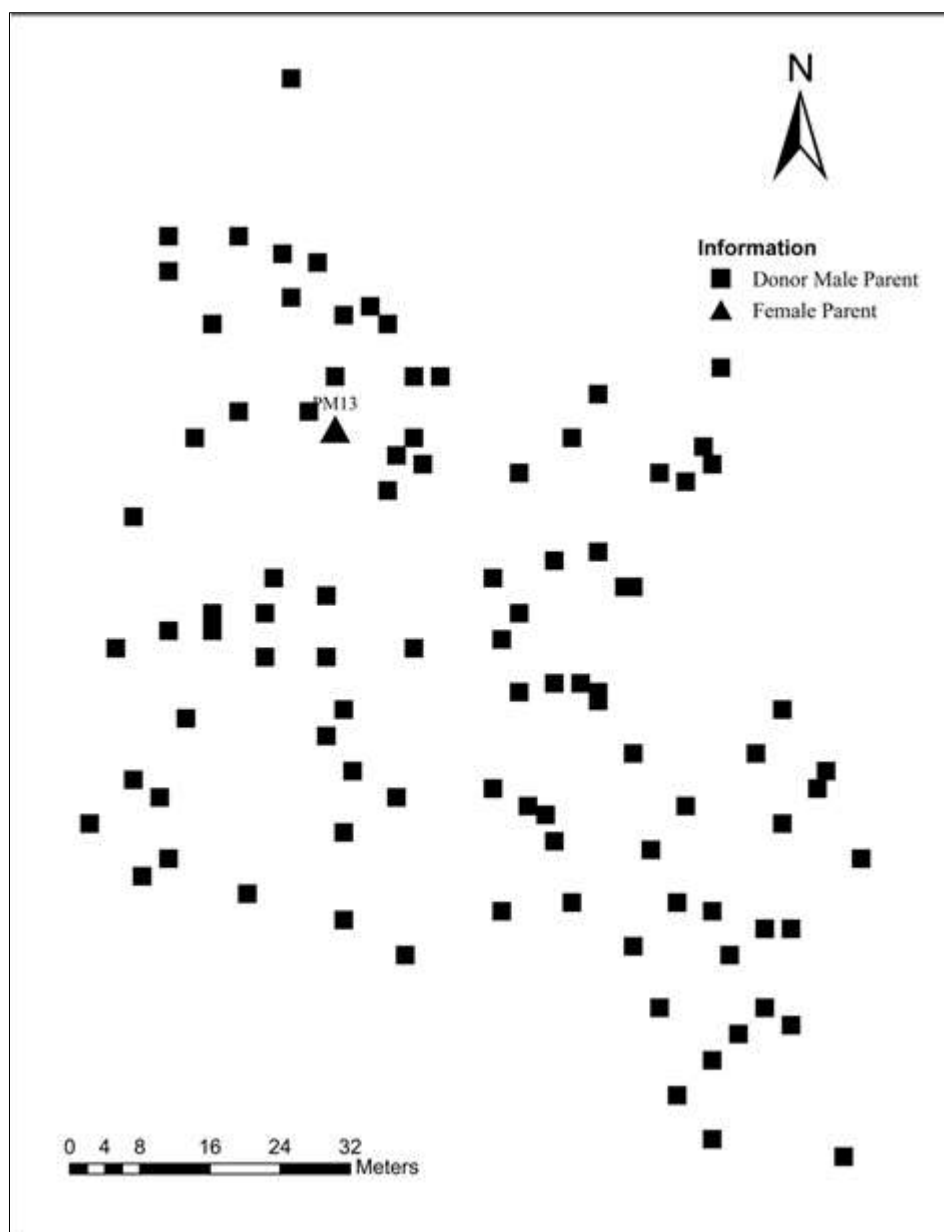 N
Information
Donor Male Parent
Female Parent
PM13
0 4 8 16 24 32
Meters